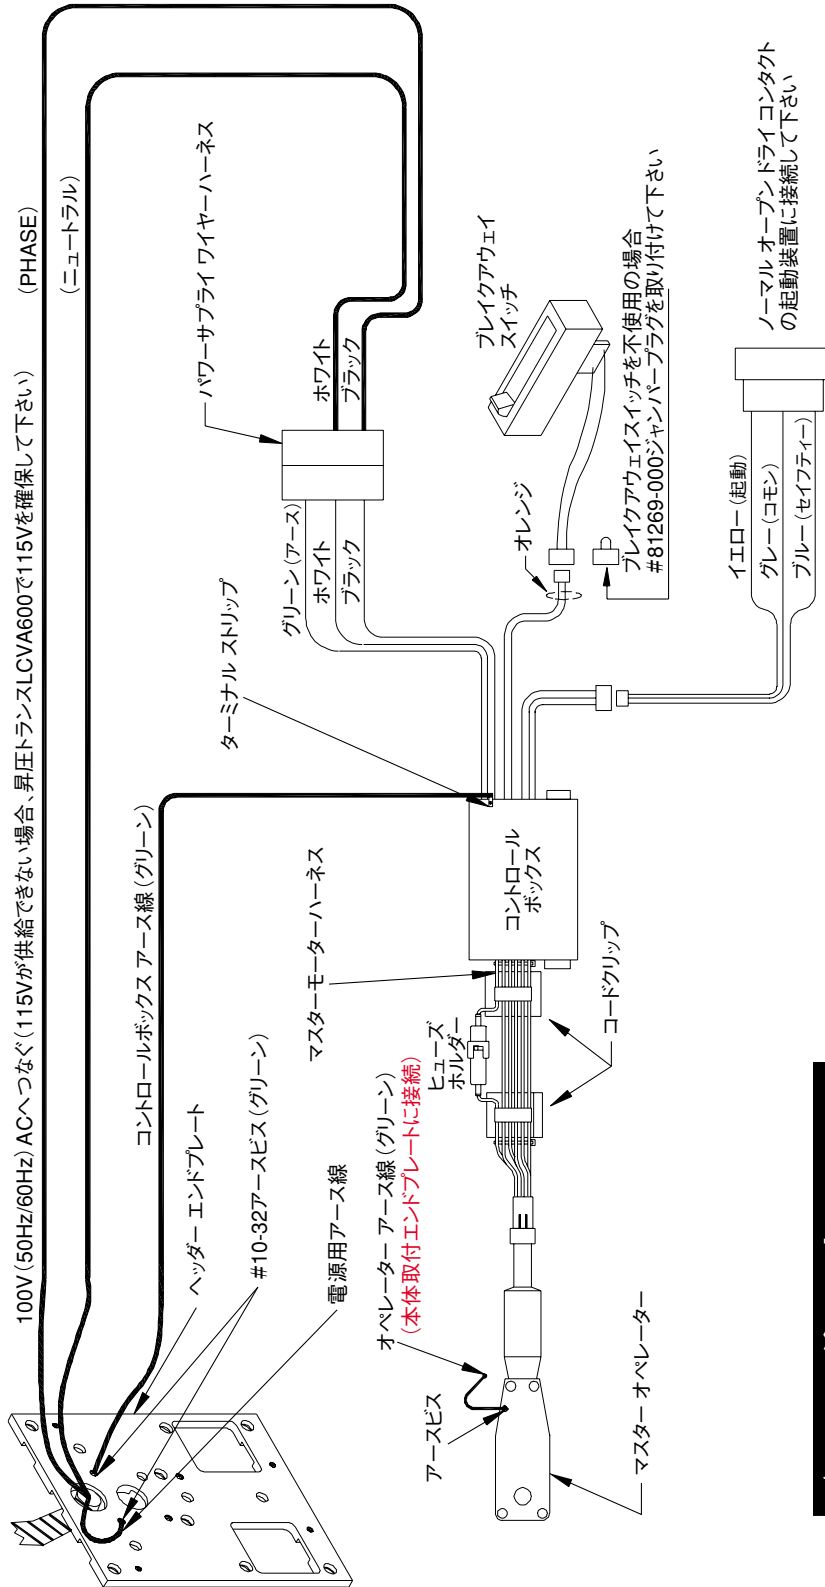 100V(50Hz/60Hz)ACへつなぐ(115Vが供給できない場合、昇圧トランスLCVA600で115Vを確保して下さい)
(PHASE)
(ニュートラル)
パワーサプライ ワイヤーハーネス
コントロールボックス アース線(グリーン)
ヘッダー エンドプレート
#10-32アースビス(グリーン)
電源用アース線
ターミナル ストリップ
グリーン(アース)
ホワイト
ブラック
ホワイト
ブラック
マスターモーターハーネス
オペレーター アース線(グリーン)
(本体取付エンドプレートに接続)
アースビス
マスター オペレーター
ヒューズ
ホルダー
コードクリップ
コントロール
ボックス
オレンジ
ブレイクアウェイ
スイッチ
ブレイクアウェイスイッチを不使用の場合
#81269-000ジャンパープラグを取り付けて下さい
イエロー(起動)
グレー(コモン)
ブルー(セイフティー)
ノーマル オープン ドライ コンタクト
の起動装置に接続して下さい